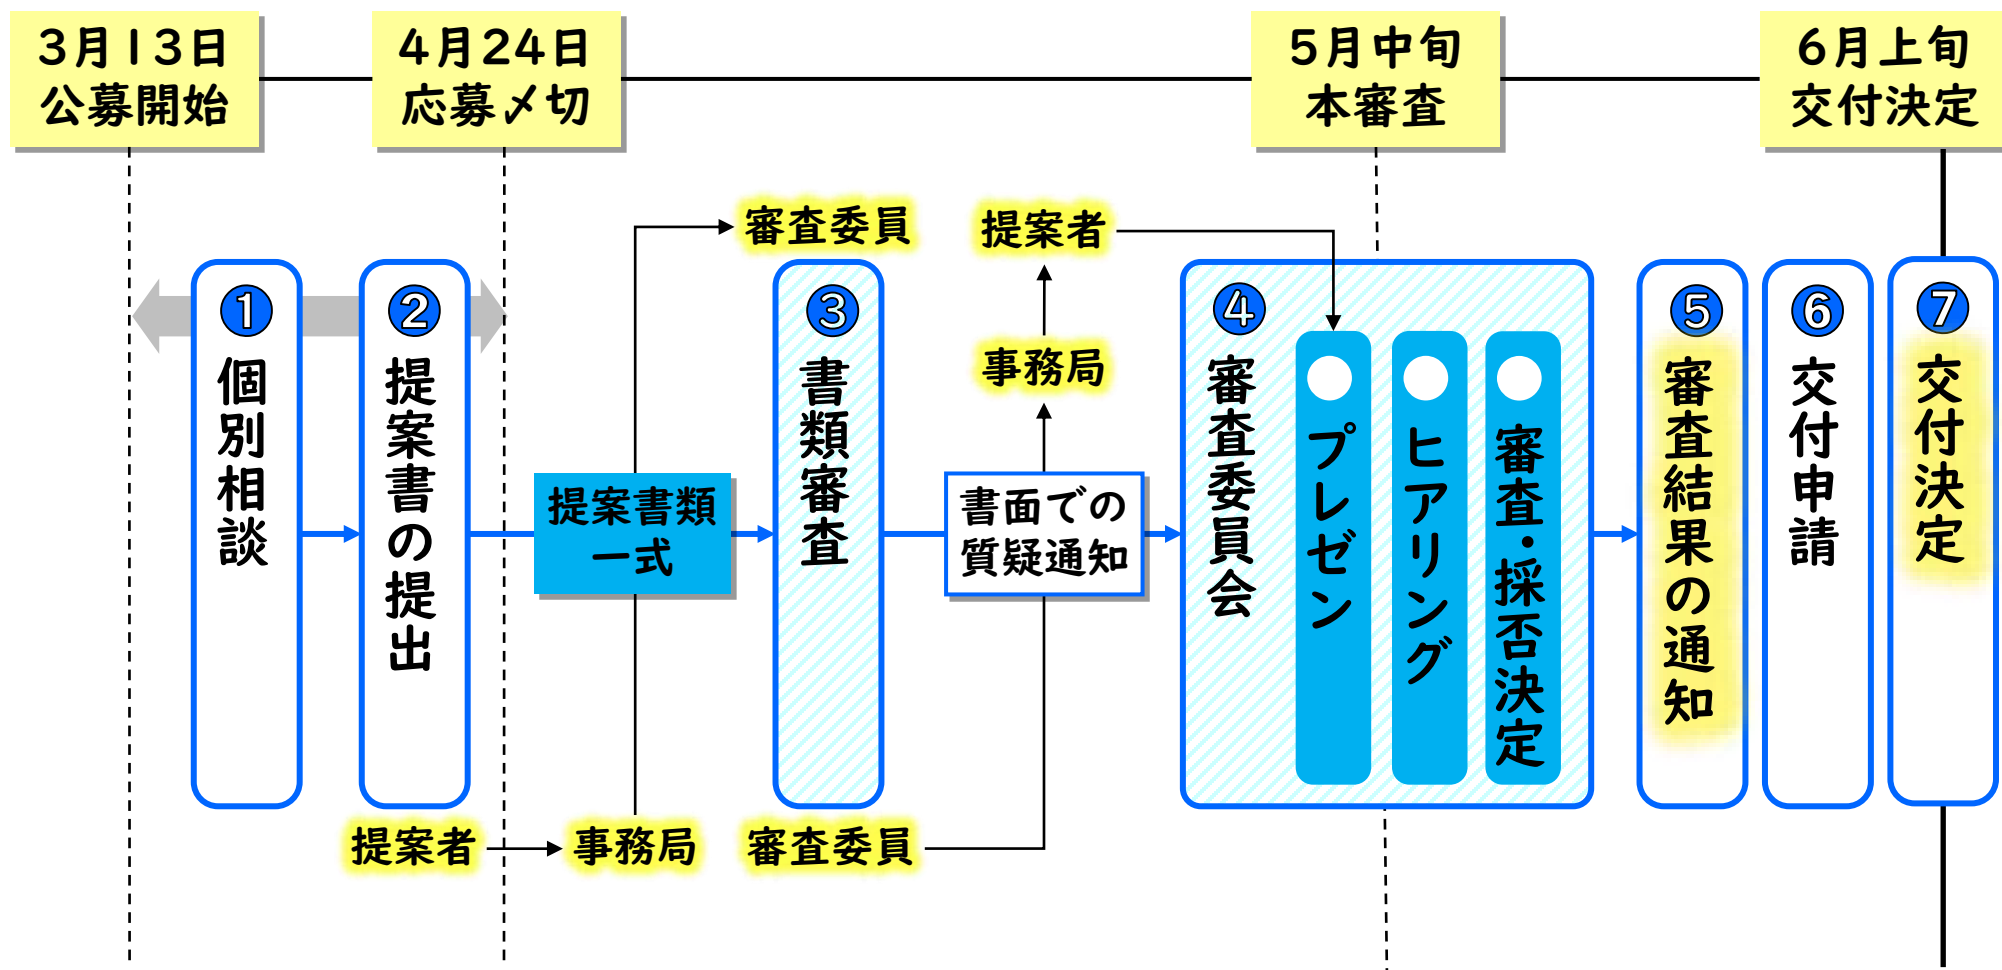 3月13日
公募開始
4月24日
応募〆切
5月中旬
本審査
6月上旬
交付決定
審査委員
提案者
事務局
①
個別相談
②
提案書の提出
提案書類
一式
③
書類審査
書面での
質疑通知
④
審査委員会
プレゼン
ヒアリング
審査・採否決定
⑤
審査結果の通知
⑥
交付申請
⑦
交付決定
提案者
事務局
審査委員